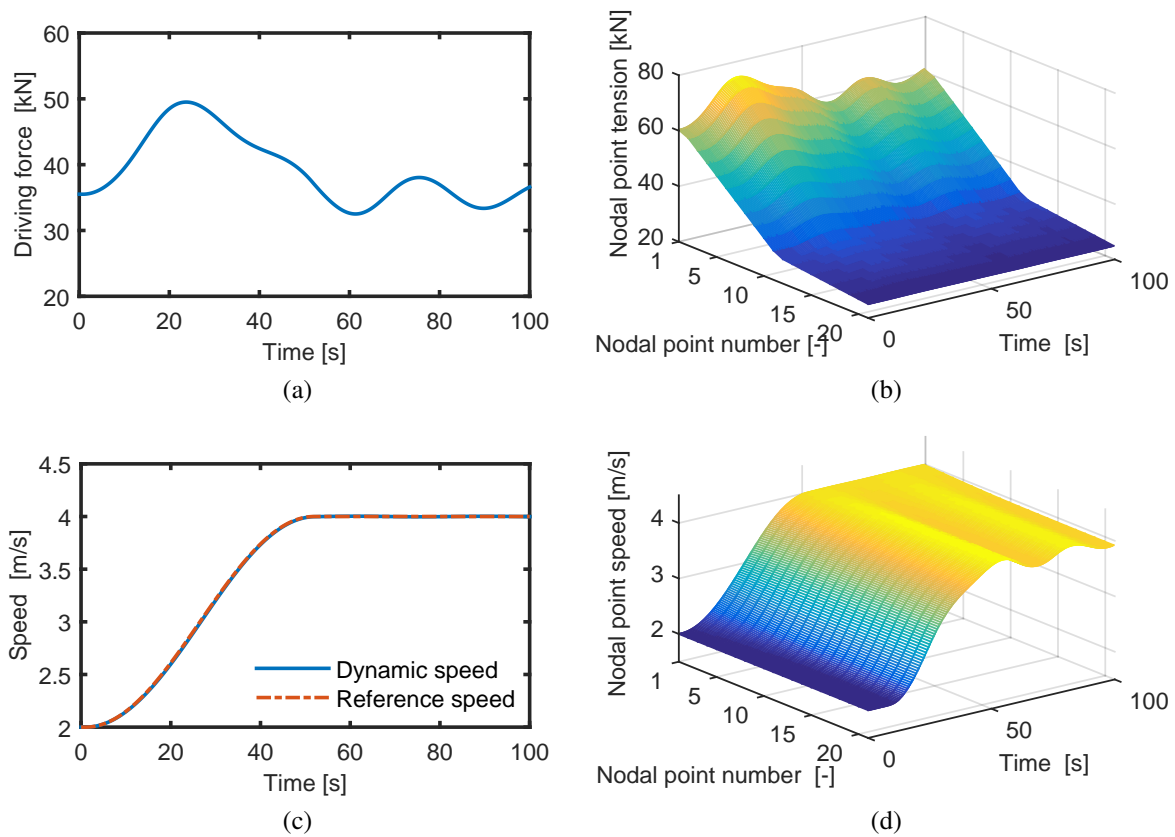 60
50
40
30
20
Driving force [kN]
0 20 40 60 80 100
Time [s]
(a)
80
60
40
20
Nodal point tension [kN]
1 5 10 15 20
Nodal point number [-]
0 50 100
Time [s]
(b)
4.5
4
3.5
3
2.5
2
Speed [m/s]
Dynamic speed
Reference speed
0 20 40 60 80 100
Time [s]
(c)
4
3
2
Nodal point speed [m/s]
1 5 10 15 20
Nodal point number [-]
0 50 100
Time [s]
(d)